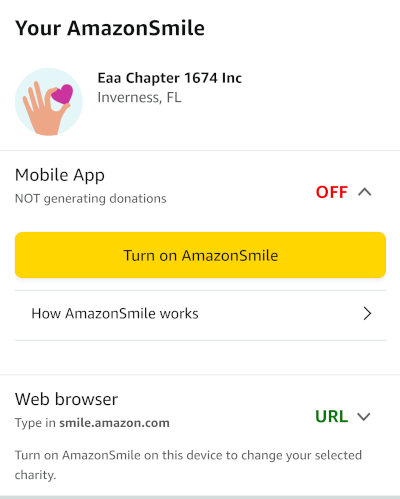 Your AmazonSmile
Eaa Chapter 1674 Inc
Inverness, FL
Mobile App
NOT generating donations
OFF
Turn on AmazonSmile
How AmazonSmile works
Web browser
Type in smile.amazon.com
URL
Turn on AmazonSmile on this device to change your selected
charity.